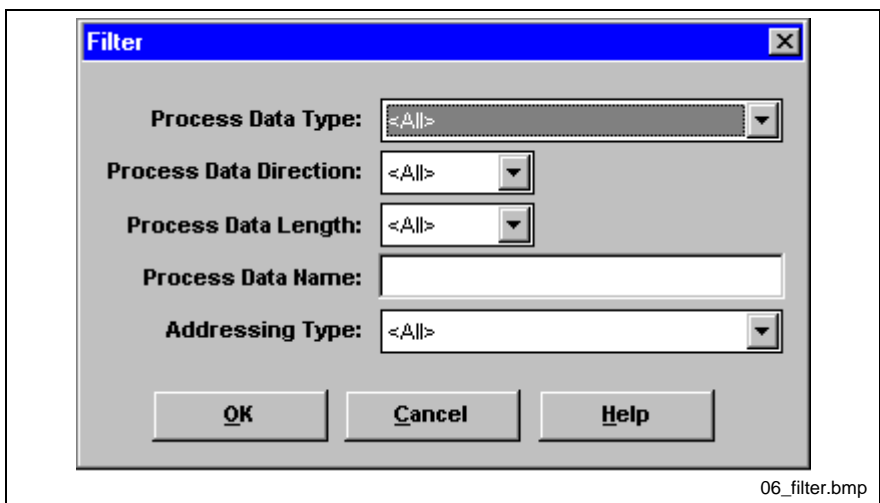 Filter
Process Data Type: <All>
Process Data Direction: <All>
Process Data Length: <All>
Process Data Name:
Addressing Type: <All>
OK Cancel Help
06_filter.bmp